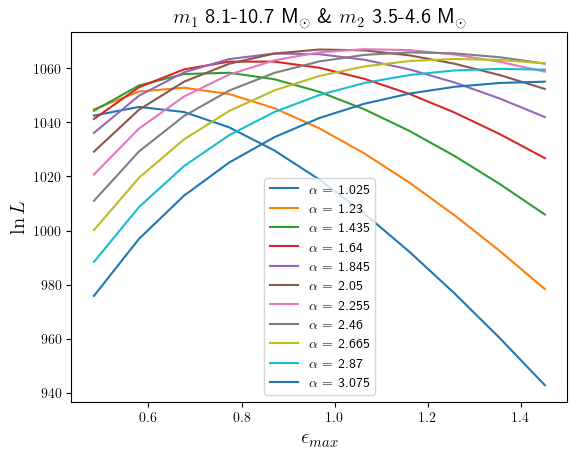 m₁ 8.1-10.7 M⊙ & m₂ 3.5-4.6 M⊙
ln L
1060
1040
1020
1000
980
960
940
α = 1.025
α = 1.23
α = 1.435
α = 1.64
α = 1.845
α = 2.05
α = 2.255
α = 2.46
α = 2.665
α = 2.87
α = 3.075
0.6 0.8 1.0 1.2 1.4
ϵmax